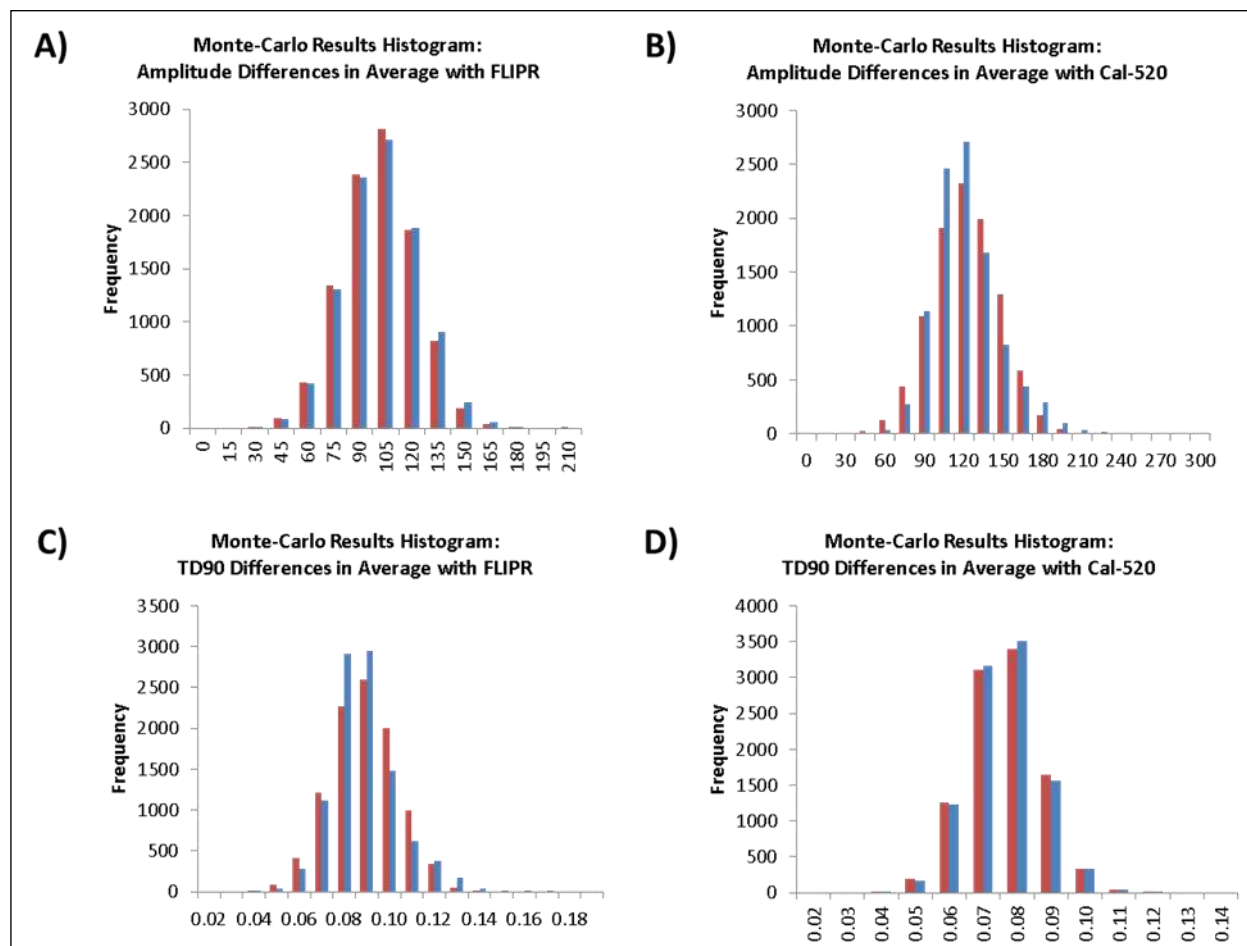 A)
Monte-Carlo Results Histogram:
Amplitude Differences in Average with FLIPR
Frequency
3000
2500
2000
1500
1000
500
0
0 15 30 45 60 75 90 105 120 135 150 165 180 195 210
B)
Monte-Carlo Results Histogram:
Amplitude Differences in Average with Cal-520
Frequency
3000
2500
2000
1500
1000
500
0
0 30 60 90 120 150 180 210 240 270 300
C)
Monte-Carlo Results Histogram:
TD90 Differences in Average with FLIPR
Frequency
3500
3000
2500
2000
1500
1000
500
0
0.02 0.04 0.06 0.08 0.10 0.12 0.14 0.16 0.18
D)
Monte-Carlo Results Histogram:
TD90 Differences in Average with Cal-520
Frequency
4000
3500
3000
2500
2000
1500
1000
500
0
0.02 0.03 0.04 0.05 0.06 0.07 0.08 0.09 0.10 0.11 0.12 0.13 0.14